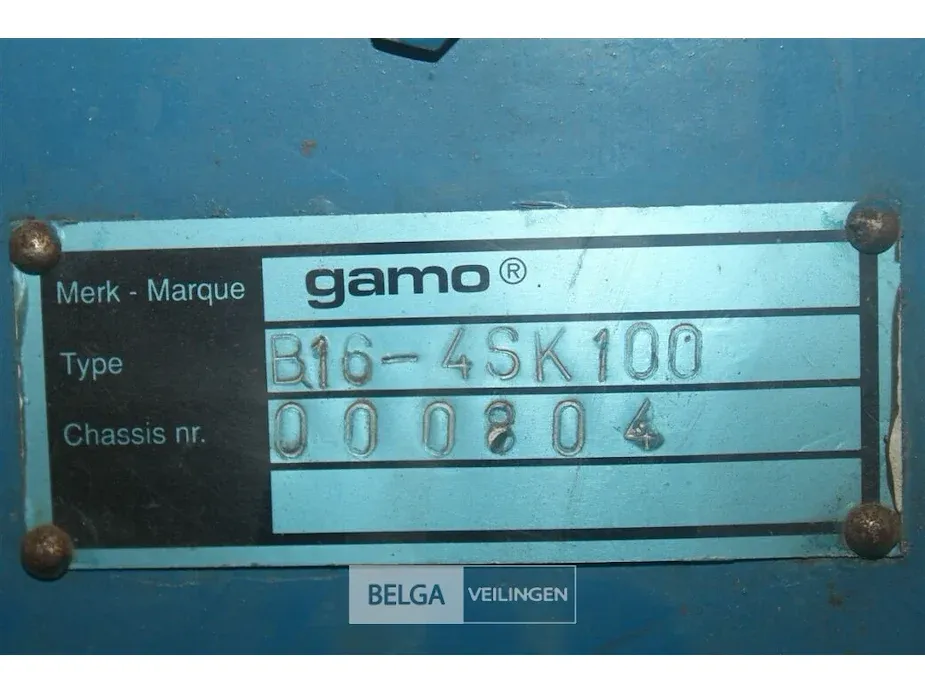 Merk - Marque gamo®
Type B16-4SK100
Chassis nr. 000804
BELGA VEILINGEN